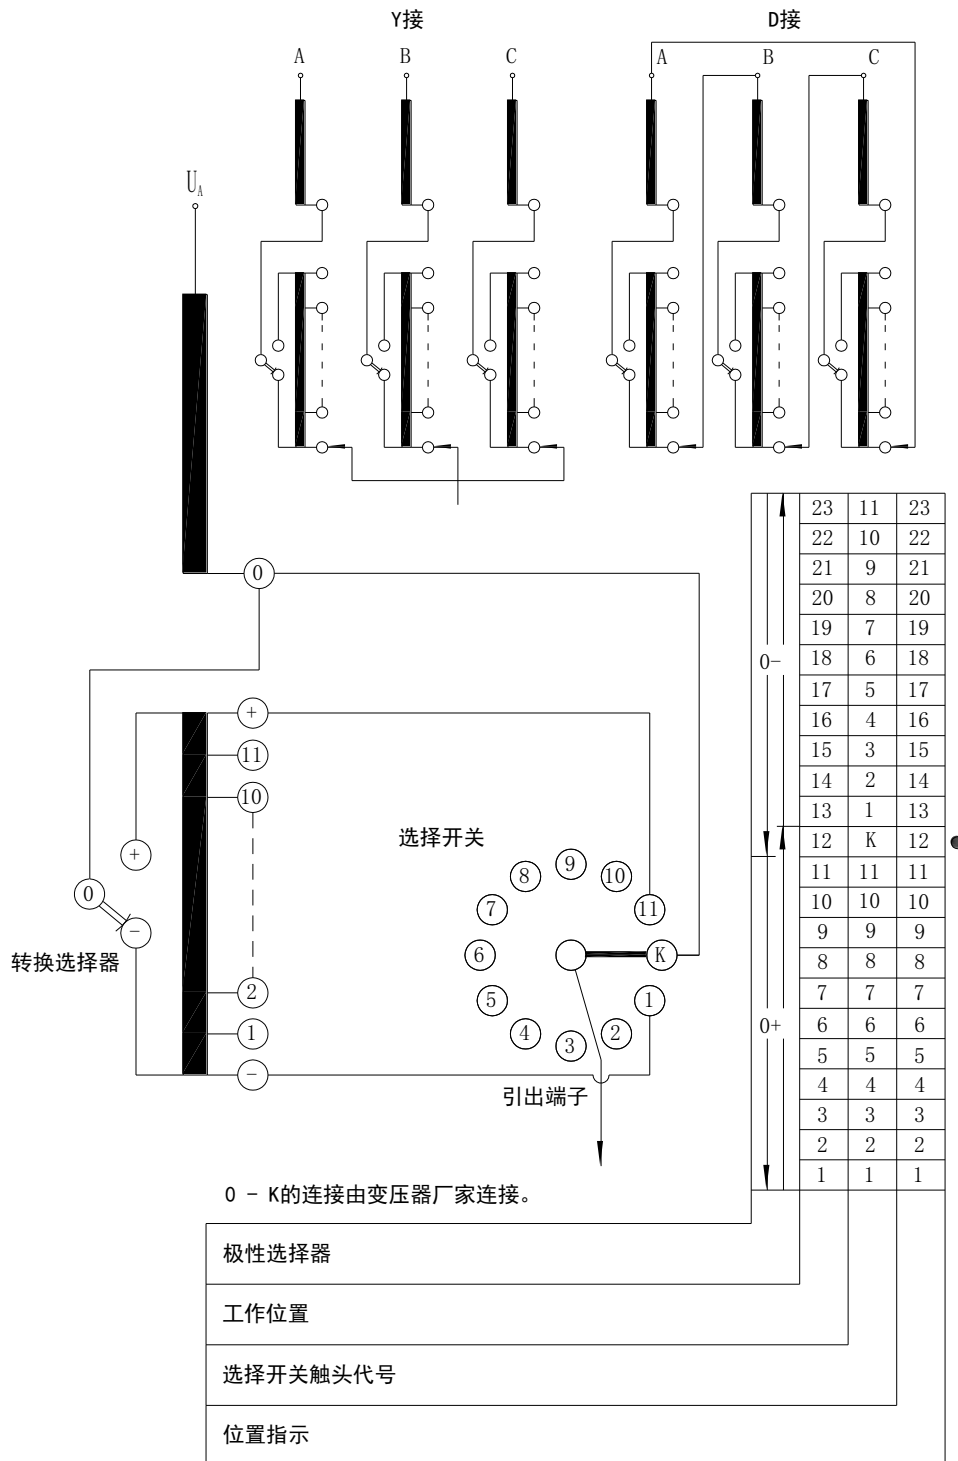 Y接
D接
A
B
C
A
B
C
U_A
0
+
11
10
+
0
−
2
1
−
转换选择器
选择开关
9
8
10
7
11
6
K
5
1
4
2
3
引出端子
0-
0+
23 11 23
22 10 22
21 9 21
20 8 20
19 7 19
18 6 18
17 5 17
16 4 16
15 3 15
14 2 14
13 1 13
12 K 12
11 11 11
10 10 10
9 9 9
8 8 8
7 7 7
6 6 6
5 5 5
4 4 4
3 3 3
2 2 2
1 1 1
0 - K的连接由变压器厂家连接。
极性选择器
工作位置
选择开关触头代号
位置指示